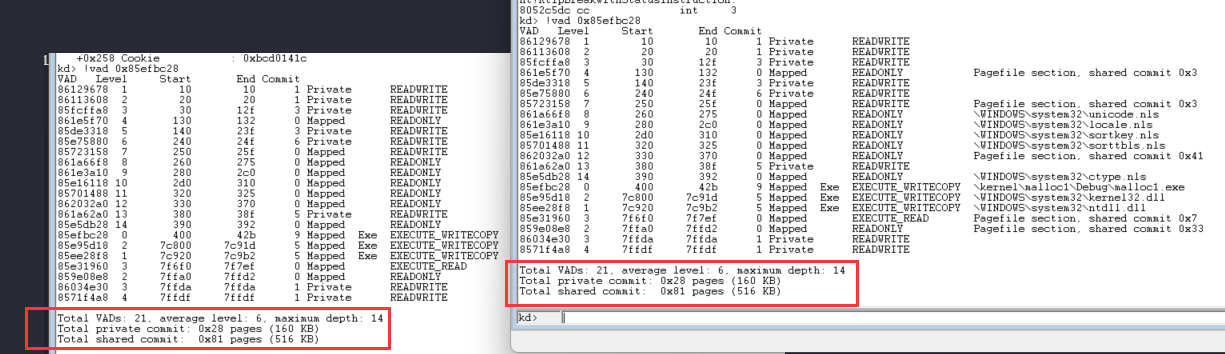 1
+0x258 Cookie : 0xbcd0141c
kd> !vad 0x85efbc28
VAD Level Start End Commit
86129678 1 10 10 1 Private READWRITE
86113608 2 20 20 1 Private READWRITE
85fcffa8 3 30 12f 3 Private READWRITE
861e5f70 4 130 132 0 Mapped READONLY
85de3318 5 140 23f 3 Private READWRITE
85e75880 6 240 24f 6 Private READWRITE
85723158 7 250 25f 0 Mapped READWRITE
861a66f8 8 260 275 0 Mapped READONLY
861e3a10 9 280 2c0 0 Mapped READONLY
85e16118 10 2d0 310 0 Mapped READONLY
85701488 11 320 325 0 Mapped READONLY
862032a0 12 330 370 0 Mapped READONLY
861a62a0 13 380 38f 5 Private READWRITE
85e5db28 14 390 392 0 Mapped READONLY
85efbc28 0 400 42b 9 Mapped Exe EXECUTE_WRITECOPY
85e95d18 2 7c800 7c91d 5 Mapped Exe EXECUTE_WRITECOPY
85ee28f8 1 7c920 7c9b2 5 Mapped Exe EXECUTE_WRITECOPY
85e31960 3 7f6f0 7f7ef 0 Mapped EXECUTE_READ
859e08e8 2 7ffa0 7ffd2 0 Mapped READONLY
86034e30 3 7ffda 7ffda 1 Private READWRITE
8571f4a8 4 7ffdf 7ffdf 1 Private READWRITE
Total VADs: 21, average level: 6, maximum depth: 14
Total private commit: 0x28 pages (160 KB)
Total shared commit: 0x81 pages (516 KB)
nt!RtlpBreakWithStatusInstruction:
8052c5dc cc int 3
kd> !vad 0x85efbc28
VAD Level Start End Commit
86129678 1 10 10 1 Private READWRITE
86113608 2 20 20 1 Private READWRITE
85fcffa8 3 30 12f 3 Private READWRITE
861e5f70 4 130 132 0 Mapped READONLY Pagefile section, shared commit 0x3
85de3318 5 140 23f 3 Private READWRITE
85e75880 6 240 24f 6 Private READWRITE
85723158 7 250 25f 0 Mapped READWRITE Pagefile section, shared commit 0x3
861a66f8 8 260 275 0 Mapped READONLY \WINDOWS\system32\unicode.nls
861e3a10 9 280 2c0 0 Mapped READONLY \WINDOWS\system32\locale.nls
85e16118 10 2d0 310 0 Mapped READONLY \WINDOWS\system32\sortkey.nls
85701488 11 320 325 0 Mapped READONLY \WINDOWS\system32\sorttbls.nls
862032a0 12 330 370 0 Mapped READONLY Pagefile section, shared commit 0x41
861a62a0 13 380 38f 5 Private READWRITE
85e5db28 14 390 392 0 Mapped READONLY \WINDOWS\system32\ctype.nls
85efbc28 0 400 42b 9 Mapped Exe EXECUTE_WRITECOPY \kernel\malloc1\Debug\malloc1.exe
85e95d18 2 7c800 7c91d 5 Mapped Exe EXECUTE_WRITECOPY \WINDOWS\system32\kernel32.dll
85ee28f8 1 7c920 7c9b2 5 Mapped Exe EXECUTE_WRITECOPY \WINDOWS\system32\ntdll.dll
85e31960 3 7f6f0 7f7ef 0 Mapped EXECUTE_READ Pagefile section, shared commit 0x7
859e08e8 2 7ffa0 7ffd2 0 Mapped READONLY Pagefile section, shared commit 0x33
86034e30 3 7ffda 7ffda 1 Private READWRITE
8571f4a8 4 7ffdf 7ffdf 1 Private READWRITE
Total VADs: 21, average level: 6, maximum depth: 14
Total private commit: 0x28 pages (160 KB)
Total shared commit: 0x81 pages (516 KB)
kd>